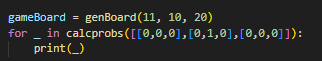 gameBoard = genBoard(11, 10, 20)
for _ in calcprobs([[0,0,0],[0,1,0],[0,0,0]]):
    print(_)